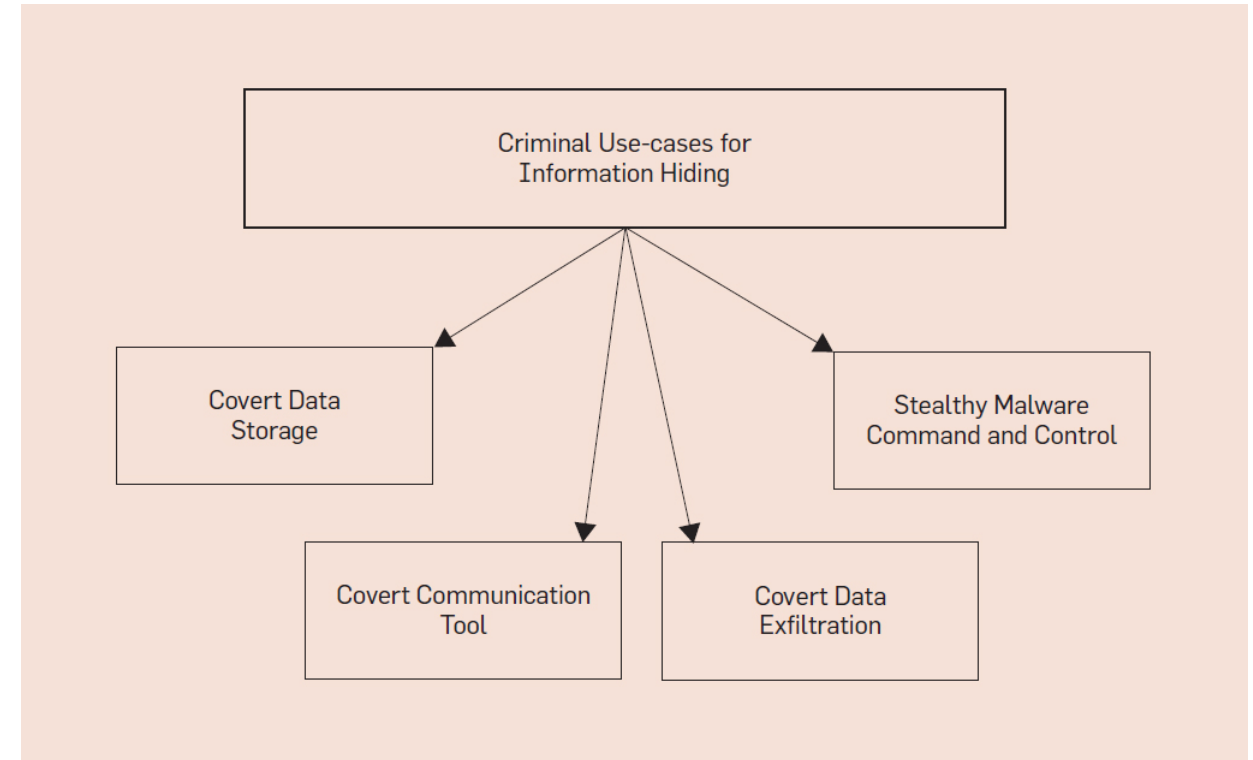 Criminal Use-cases for
Information Hiding
Covert Data
Storage
Stealthy Malware
Command and Control
Covert Communication
Tool
Covert Data
Exfiltration